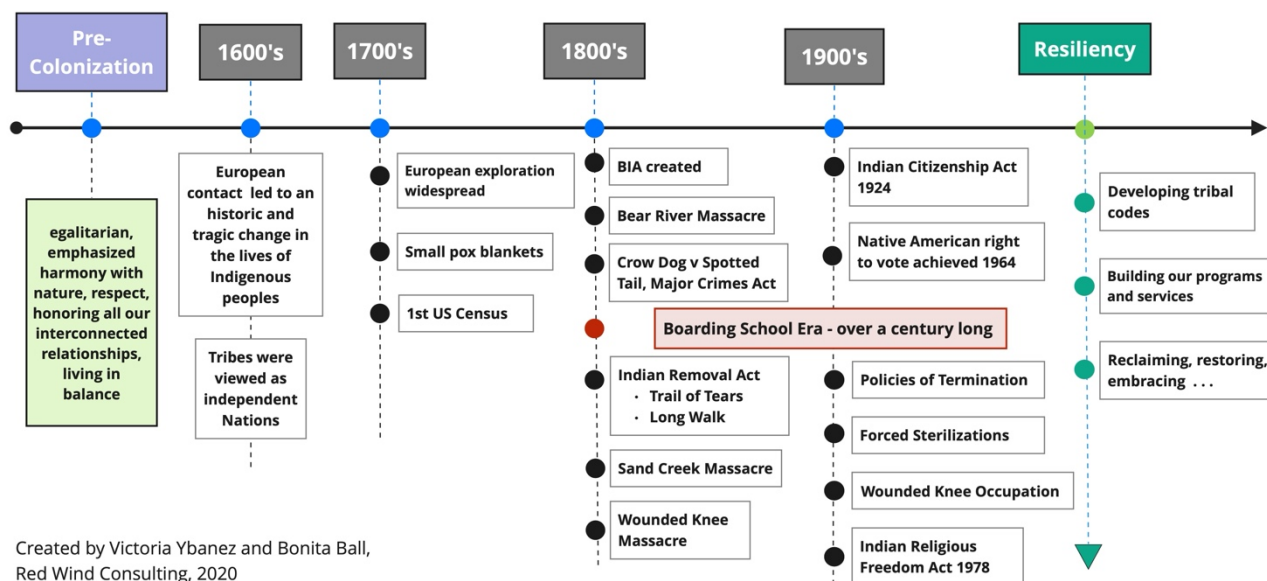 Pre-
Colonization
1600's
1700's
1800's
1900's
Resiliency
egalitarian,
emphasized
harmony with
nature, respect,
honoring all our
interconnected
relationships,
living in
balance
European
contact led to an
historic and
tragic change in
the lives of
Indigenous
peoples
Tribes were
viewed as
independent
Nations
European exploration
widespread
Small pox blankets
1st US Census
BIA created
Bear River Massacre
Crow Dog v Spotted
Tail, Major Crimes Act
Boarding School Era - over a century long
Indian Removal Act
· Trail of Tears
· Long Walk
Sand Creek Massacre
Wounded Knee
Massacre
Indian Citizenship Act
1924
Native American right
to vote achieved 1964
Policies of Termination
Forced Sterilizations
Wounded Knee Occupation
Indian Religious
Freedom Act 1978
Developing tribal
codes
Building our programs
and services
Reclaiming, restoring,
embracing . . .
Created by Victoria Ybanez and Bonita Ball,
Red Wind Consulting, 2020